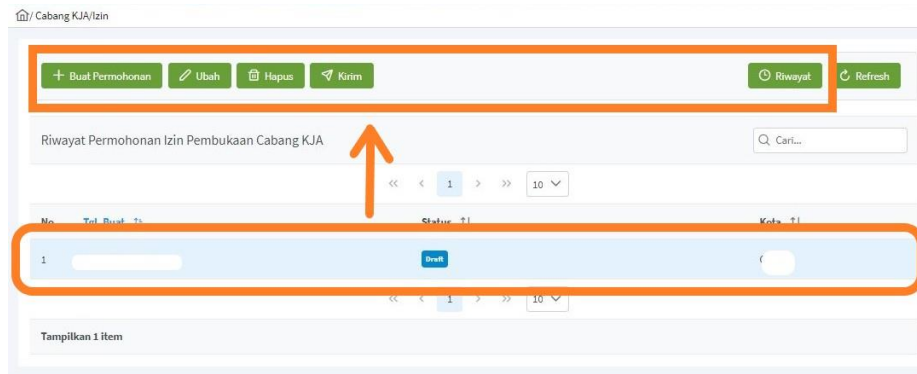 / Cabang KJA/Izin
Buat Permohonan Ubah Hapus Kirim Riwayat Refresh
Riwayat Permohonan Izin Pembukaan Cabang KJA Cari...
<< < 1 > >> 10
No Tgl. Buat Status Kota
1 Draft
<< < 1 > >> 10
Tampilkan 1 item